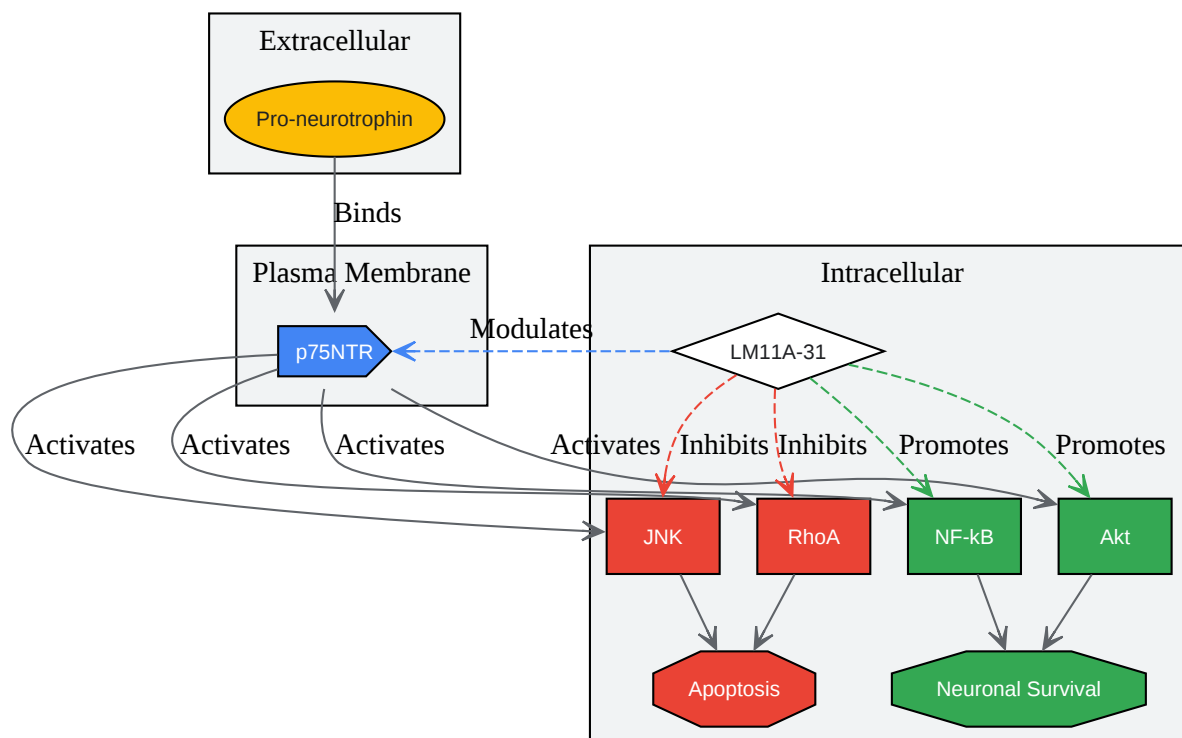 Extracellular
Pro-neurotrophin
Binds
Plasma Membrane
Intracellular
p75NTR
Modulates
LM11A-31
Activates
Activates
Activates
Activates
Inhibits
Inhibits
Promotes
Promotes
JNK
RhoA
NF-kB
Akt
Apoptosis
Neuronal Survival